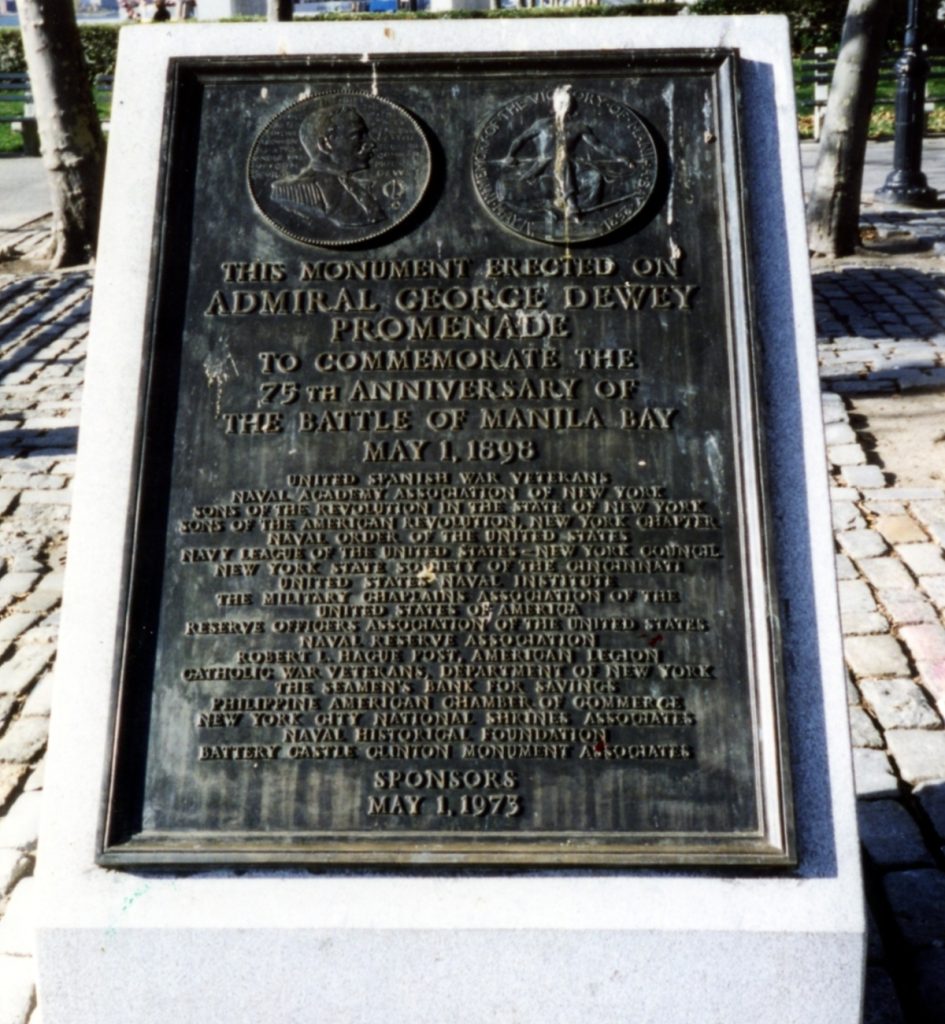 IN MEMORY OF THE VICTORY OF
THIS MONUMENT ERECTED ON
ADMIRAL GEORGE DEWEY
PROMENADE
TO COMMEMORATE THE
75TH ANNIVERSARY OF
THE BATTLE OF MANILA BAY
MAY 1, 1898
UNITED SPANISH WAR VETERANS
NAVAL ACADEMY ASSOCIATION OF NEW YORK
SONS OF THE REVOLUTION IN THE STATE OF NEW YORK
SONS OF THE AMERICAN REVOLUTION, NEW YORK CHAPTER
NAVAL ORDER OF THE UNITED STATES
NAVY LEAGUE OF THE UNITED STATES - NEW YORK COUNCIL
NEW YORK STATE SOCIETY OF THE CINCINNATI
UNITED STATES NAVAL INSTITUTE
THE MILITARY CHAPLAINS ASSOCIATION OF THE
UNITED STATES OF AMERICA
RESERVE OFFICERS ASSOCIATION OF THE UNITED STATES
NAVAL RESERVE ASSOCIATION
ROBERT L. HAGUE POST, AMERICAN LEGION
CATHOLIC WAR VETERANS, DEPARTMENT OF NEW YORK
THE SEAMEN'S BANK FOR SAVINGS
PHILIPPINE AMERICAN CHAMBER OF COMMERCE
NEW YORK CITY NATIONAL SHRINES ASSOCIATES
NAVAL HISTORICAL FOUNDATION
BATTERY CASTLE CLINTON MONUMENT ASSOCIATES
SPONSORS
MAY 1, 1973